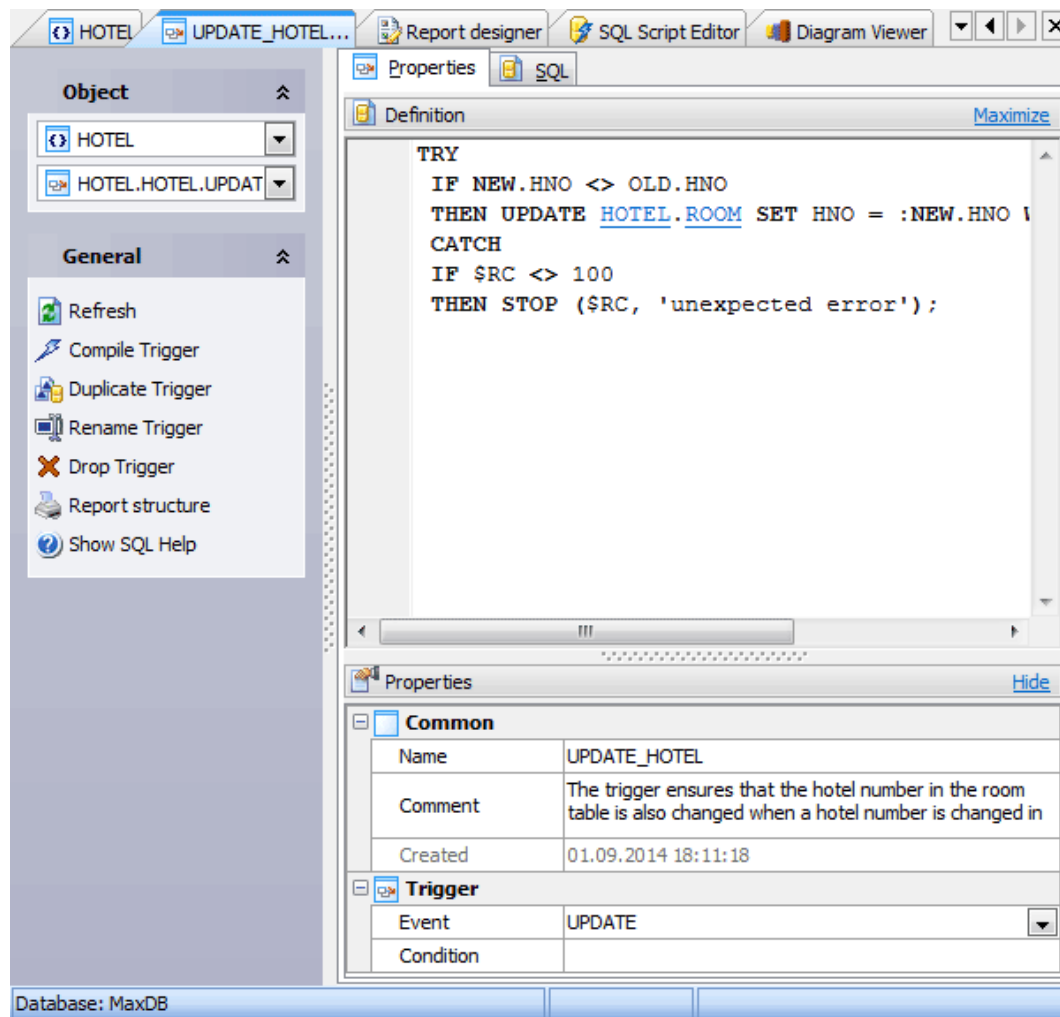 HOTEL UPDATE_HOTEL... Report designer SQL Script Editor Diagram Viewer
Properties SQL
Object
HOTEL
HOTEL.HOTEL.UPDAT
General
Refresh
Compile Trigger
Duplicate Trigger
Rename Trigger
Drop Trigger
Report structure
Show SQL Help
Definition Maximize
TRY
IF NEW.HNO <> OLD.HNO
THEN UPDATE HOTEL.ROOM SET HNO = :NEW.HNO
CATCH
IF $RC <> 100
THEN STOP ($RC, 'unexpected error');
Properties Hide
Common
Name UPDATE_HOTEL
Comment The trigger ensures that the hotel number in the room
table is also changed when a hotel number is changed in
Created 01.09.2014 18:11:18
Trigger
Event UPDATE
Condition
Database: MaxDB